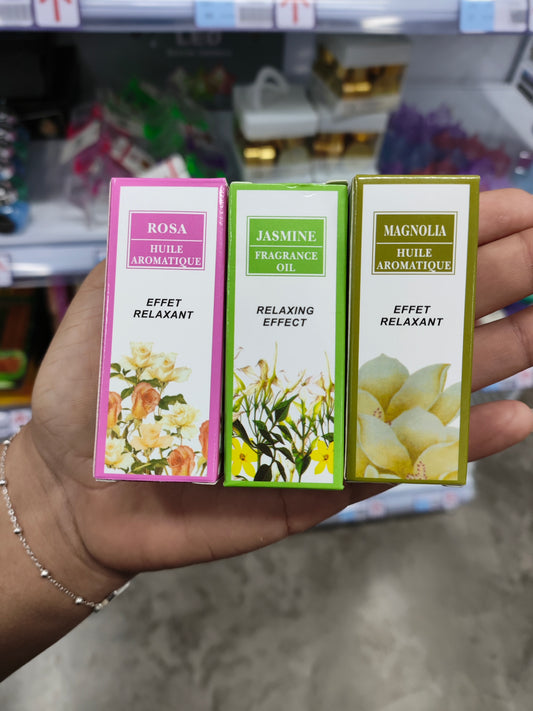 ROSA
HUILE
AROMATIQUE
EFFET
RELAXANT
JASMINE
FRAGRANCE
OIL
RELAXING
EFFECT
MAGNOLIA
HUILE
AROMATIQUE
EFFET
RELAXANT